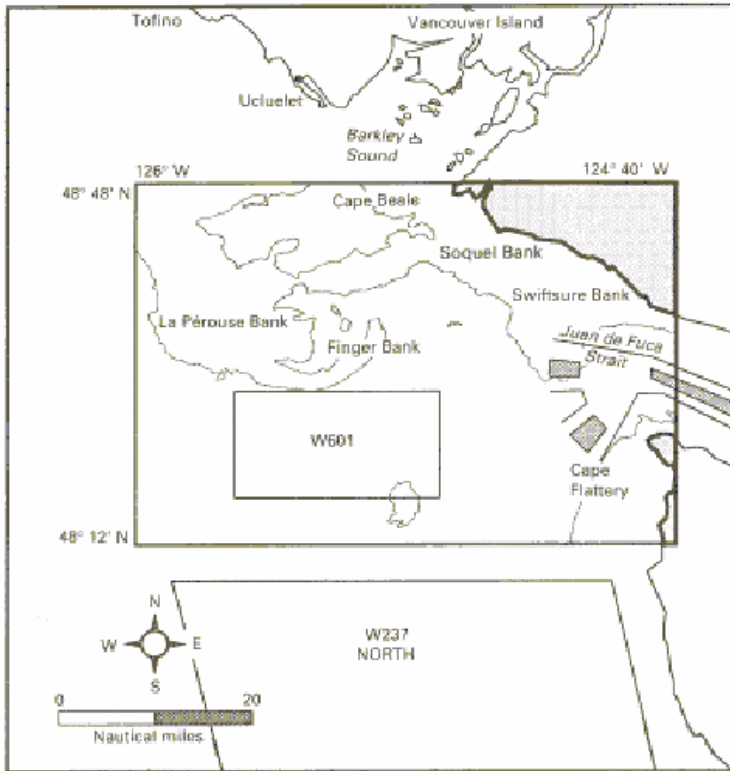 Tofino
Vancouver Island
Ucluelet
Barkley
Sound
126° W
124° 40' W
48° 48' N
Cape Beale
Soquel Bank
Swiftsure Bank
La Pérouse Bank
Finger Bank
Juan de Fuca
Strait
W601
Cape
Flattery
48° 12' N
N
W
E
S
W237
NORTH
0
20
Nautical miles